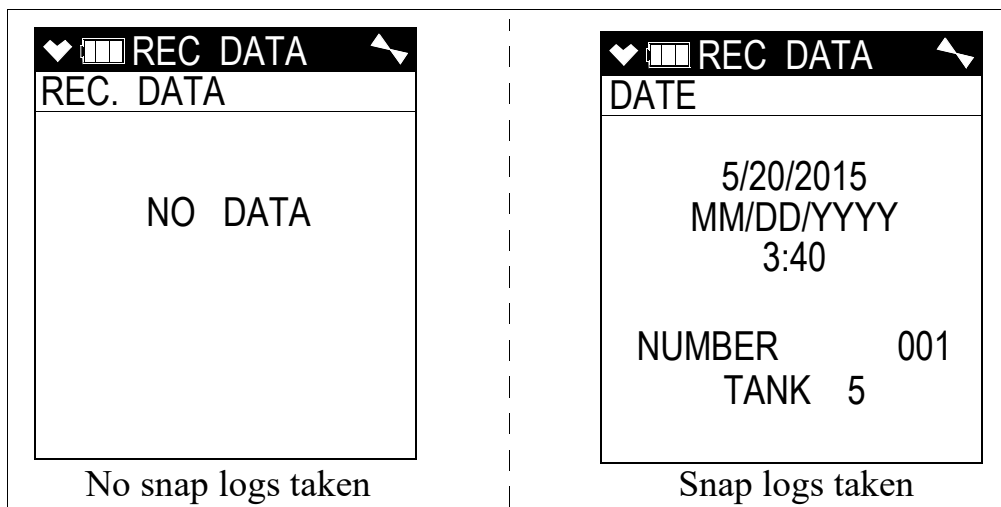 REC DATA
REC. DATA
NO DATA
No snap logs taken
REC DATA
DATE
5/20/2015
MM/DD/YYYY
3:40
NUMBER 001
TANK 5
Snap logs taken